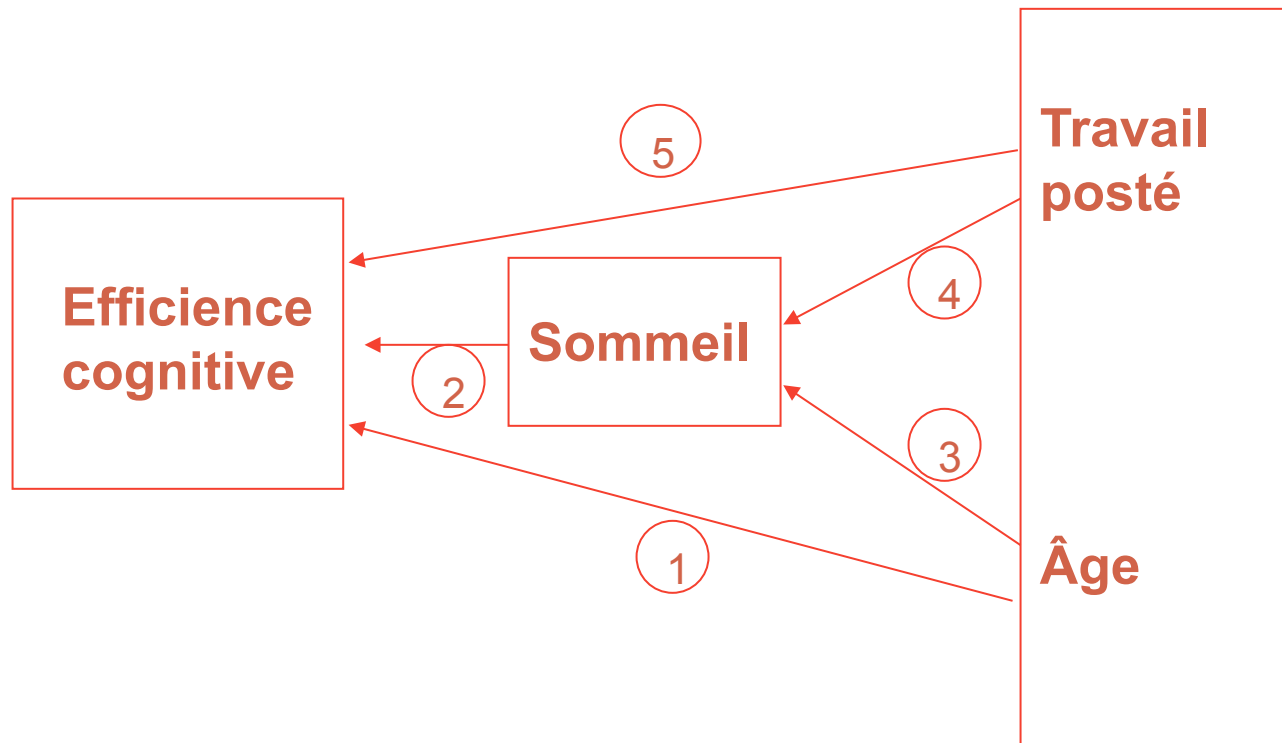 Travail
posté
5
4
Efficience
cognitive
Sommeil
2
3
1
Âge